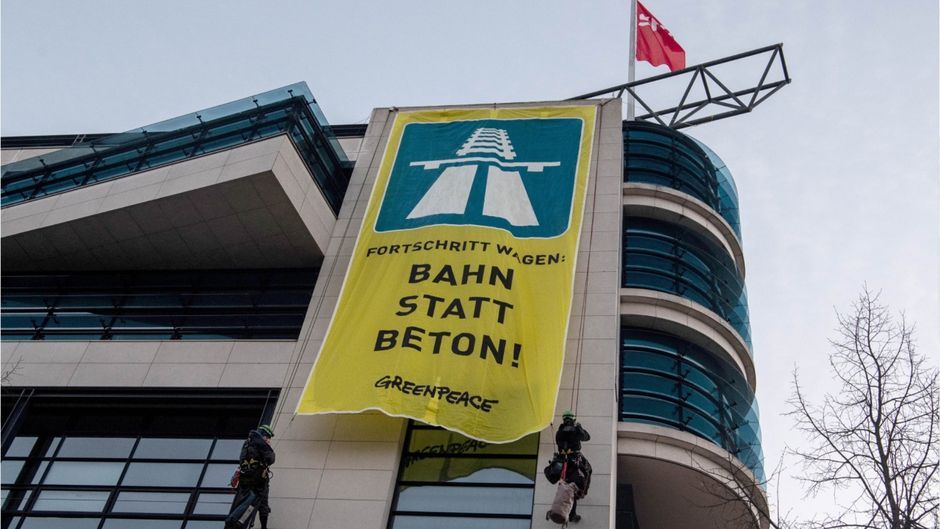 FORTSCHRITT WAGEN:
BAHN
STATT
BETON!
GREENPEACE